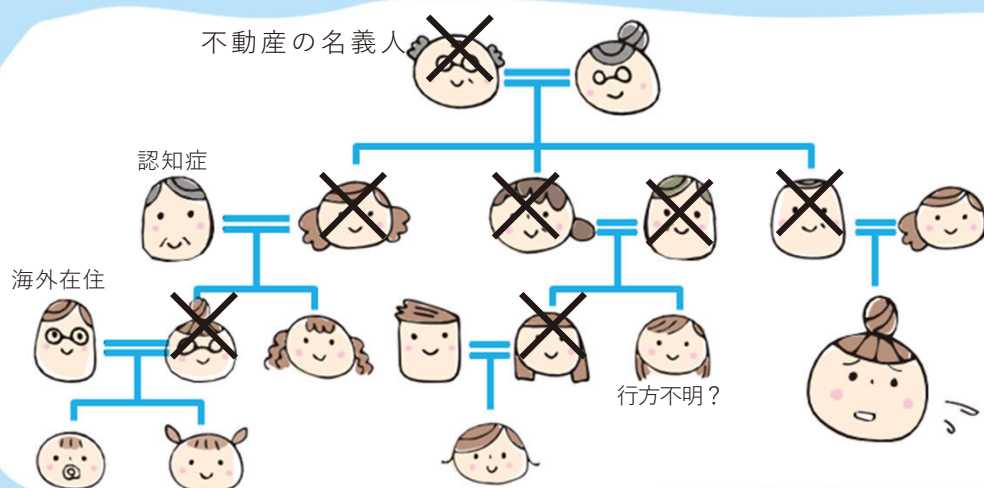 不動産の名義人
認知症
海外在住
行方不明？